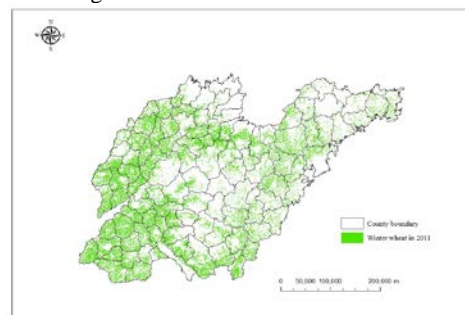 N
W
E
S
County boundary
Winter wheat in 2011
0 50,000 100,000 200,000 m